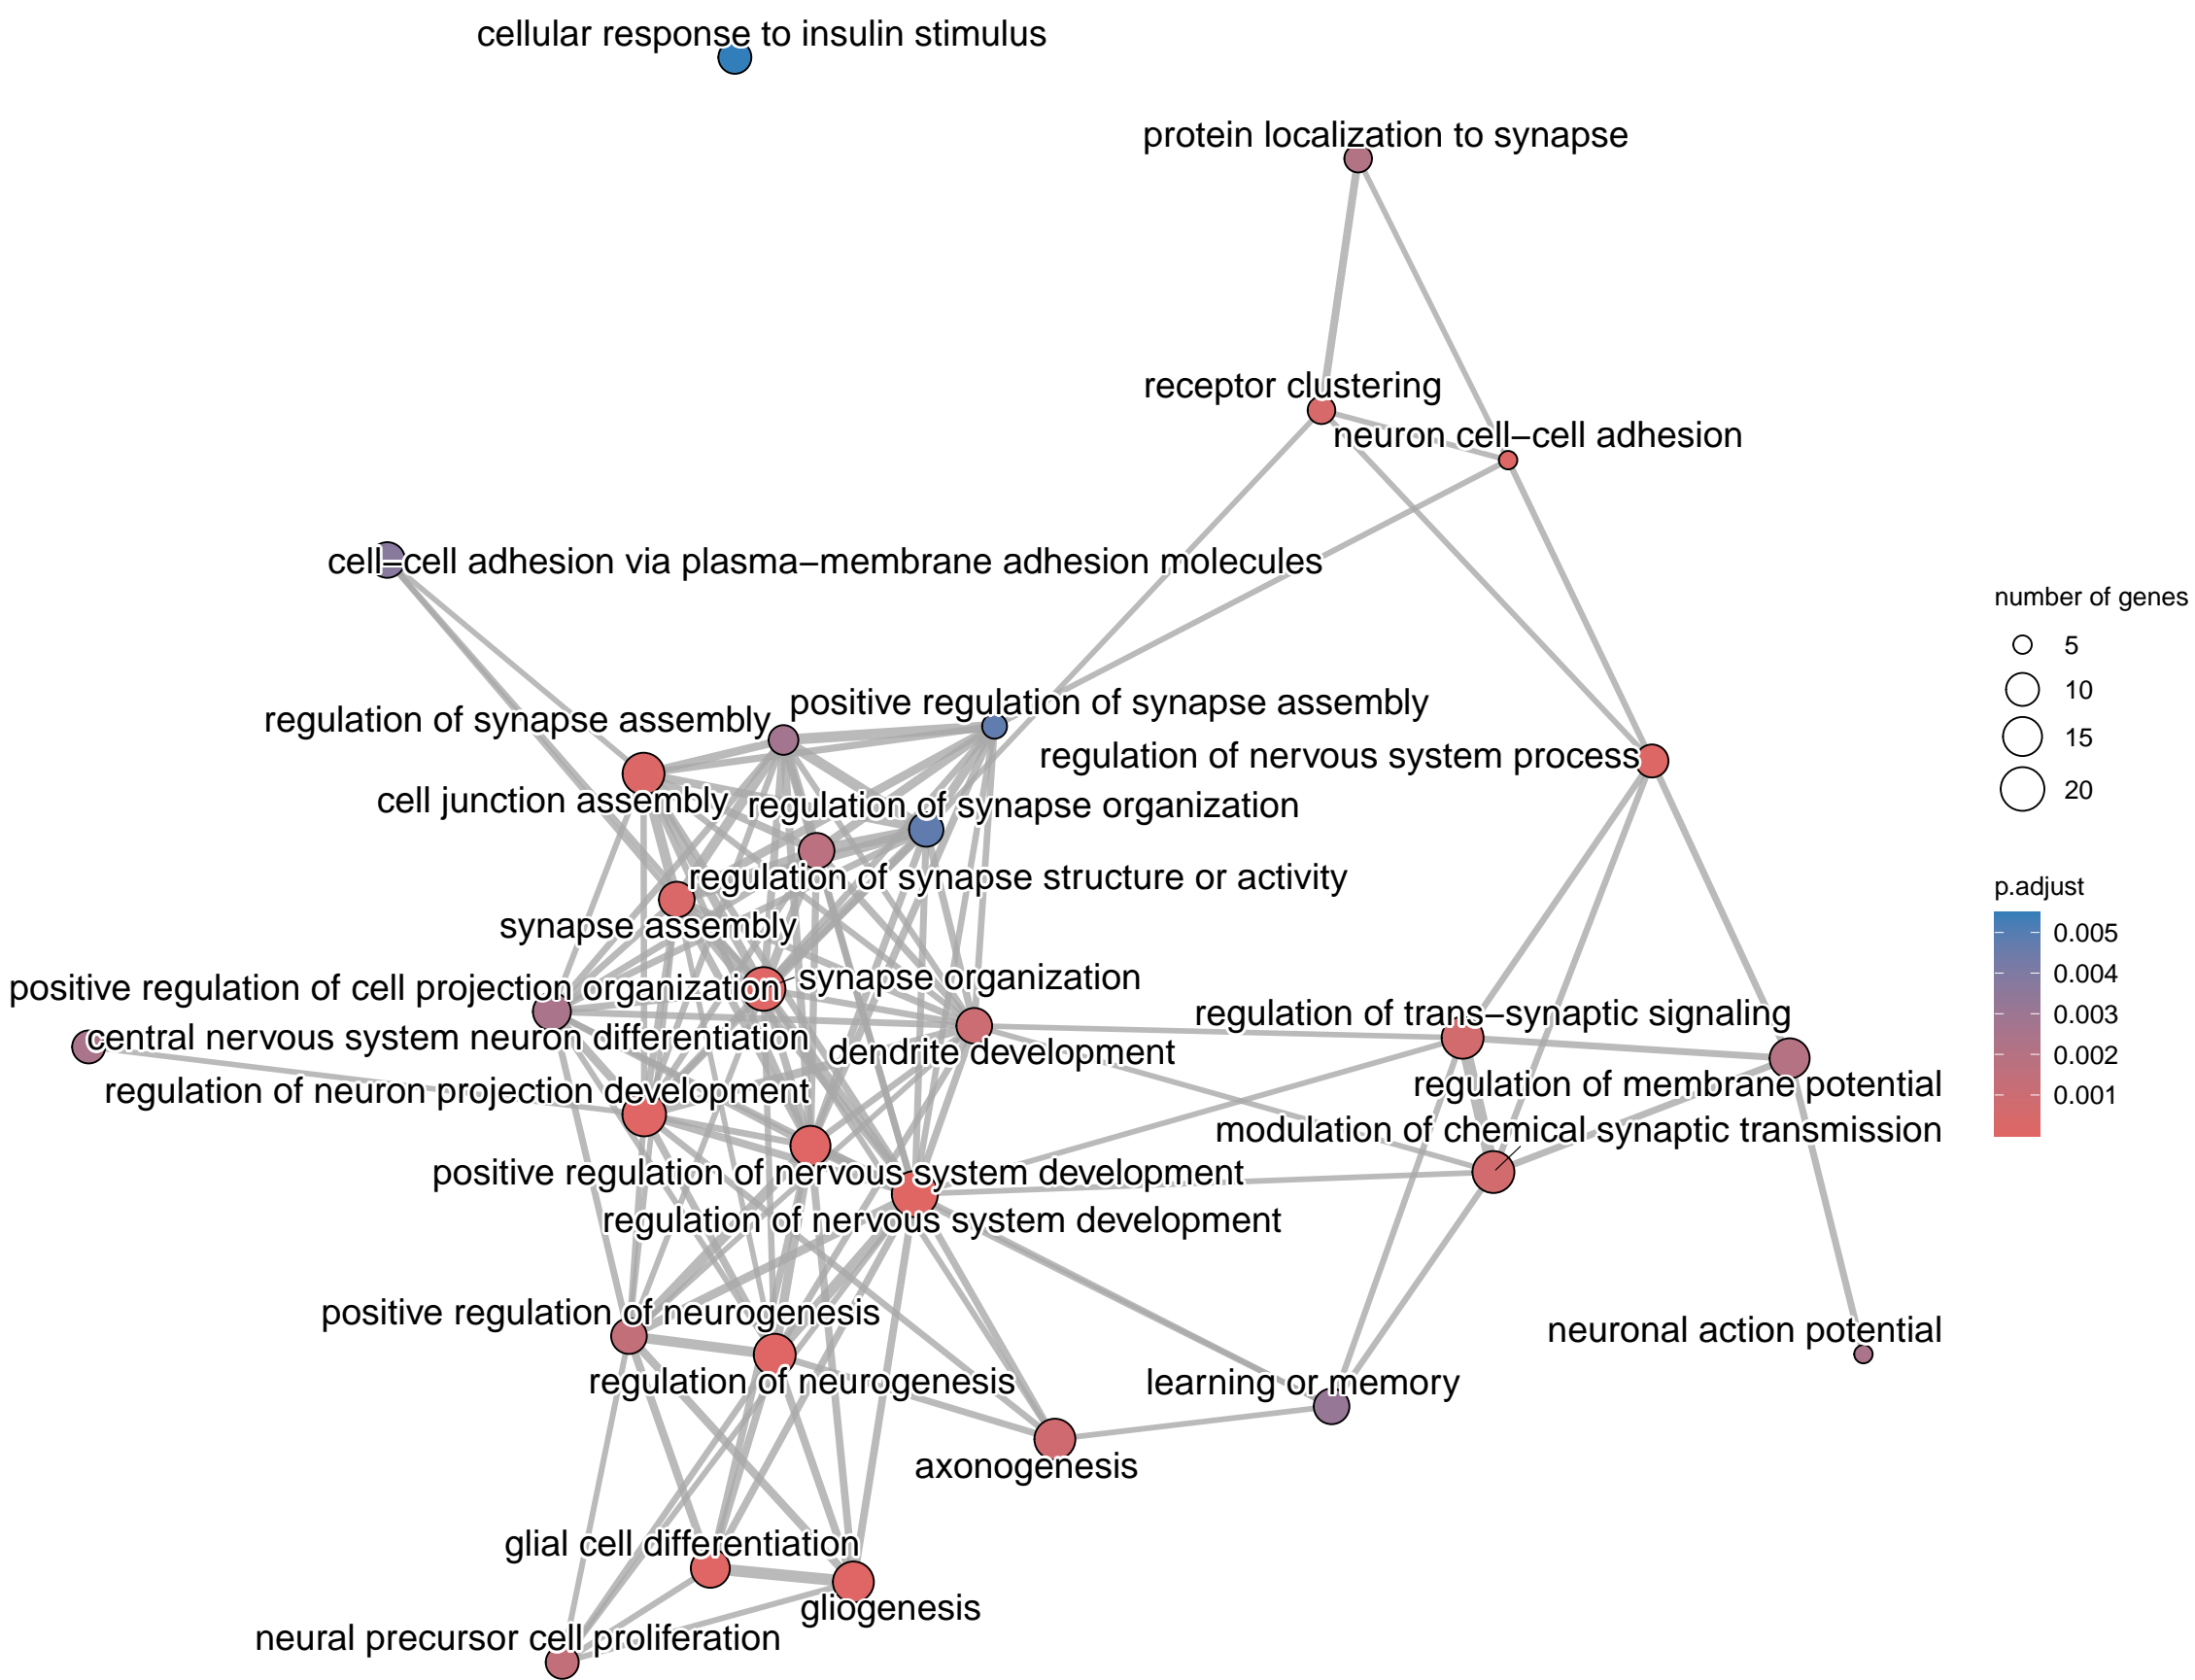 cellular response to insulin stimulus
protein localization to synapse
receptor clustering
neuron cell−cell adhesion
cell−cell adhesion via plasma−membrane adhesion molecules
number of genes
5
10
15
20
positive regulation of synapse assembly
regulation of synapse assembly
regulation of nervous system process
cell junction assembly
regulation of synapse organization
regulation of synapse structure or activity
synapse assembly
p.adjust
0.005
0.004
0.003
0.002
0.001
synapse organization
positive regulation of cell projection organization
regulation of trans−synaptic signaling
central nervous system neuron differentiation
dendrite development
regulation of membrane potential
regulation of neuron projection development
modulation of chemical synaptic transmission
positive regulation of nervous system development
regulation of nervous system development
positive regulation of neurogenesis
neuronal action potential
regulation of neurogenesis
learning or memory
axonogenesis
glial cell differentiation
gliogenesis
neural precursor cell proliferation